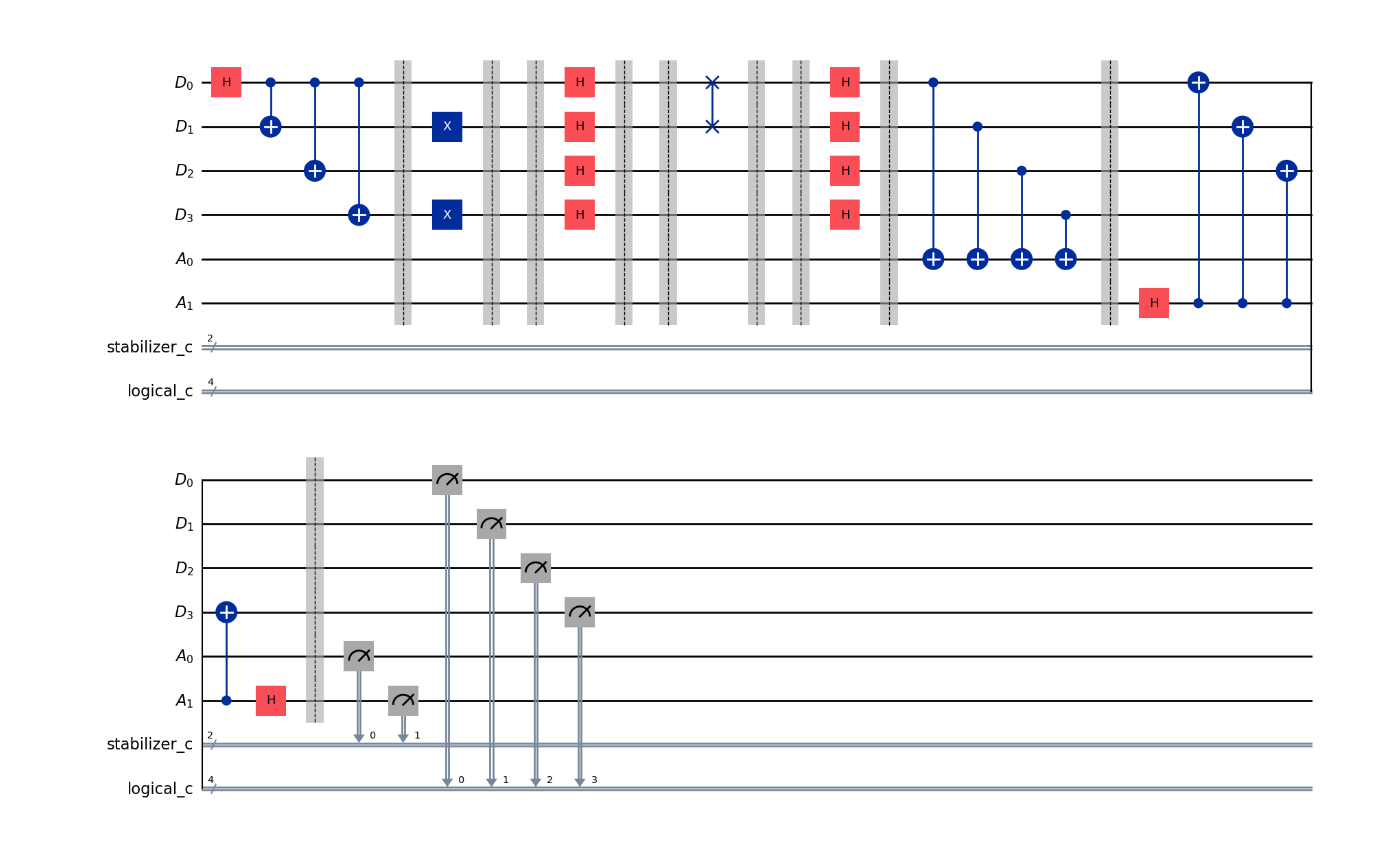 D0 H H H
D1 X H H
D2 H H
D3 X H H
A0
A1 H
stabilizer_c 2
logical_c 4
D0
D1
D2
D3
A0
A1 H
stabilizer_c 2 0 1
logical_c 4 0 1 2 3